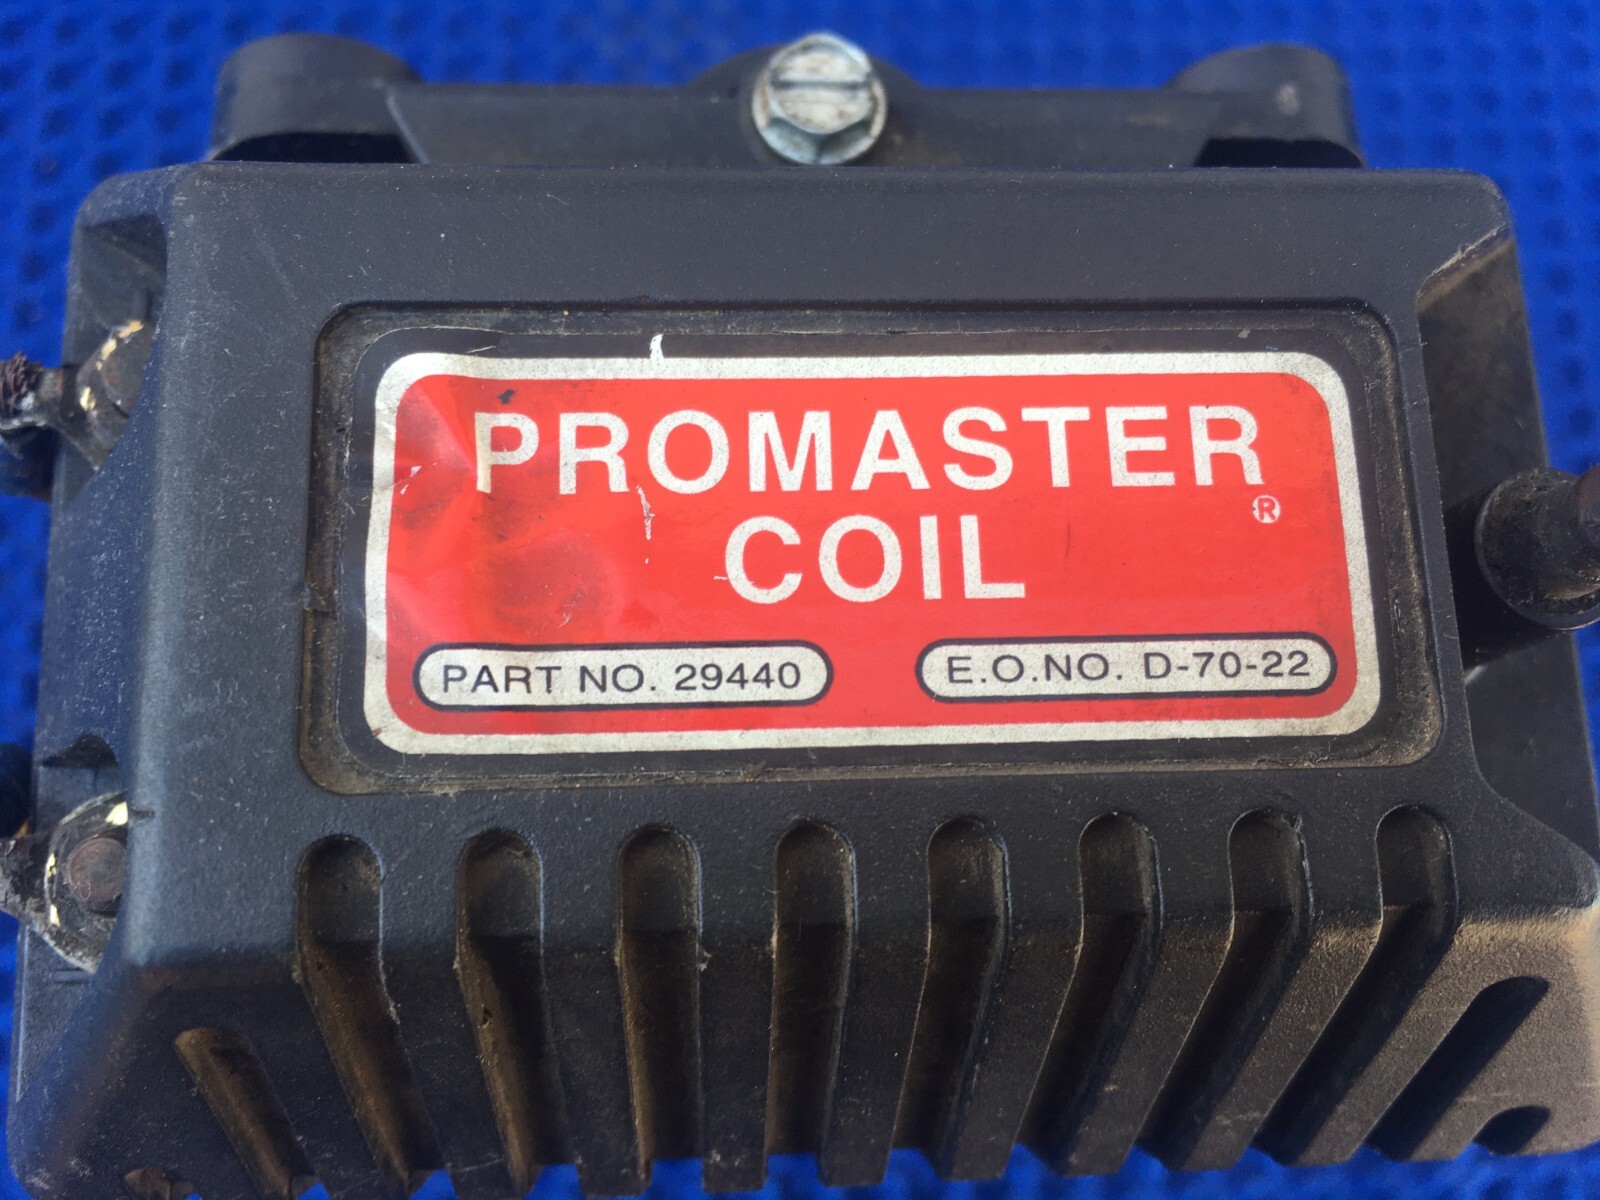 PROMASTER
®
COIL
PART NO. 29440
E.O.NO. D-70-22